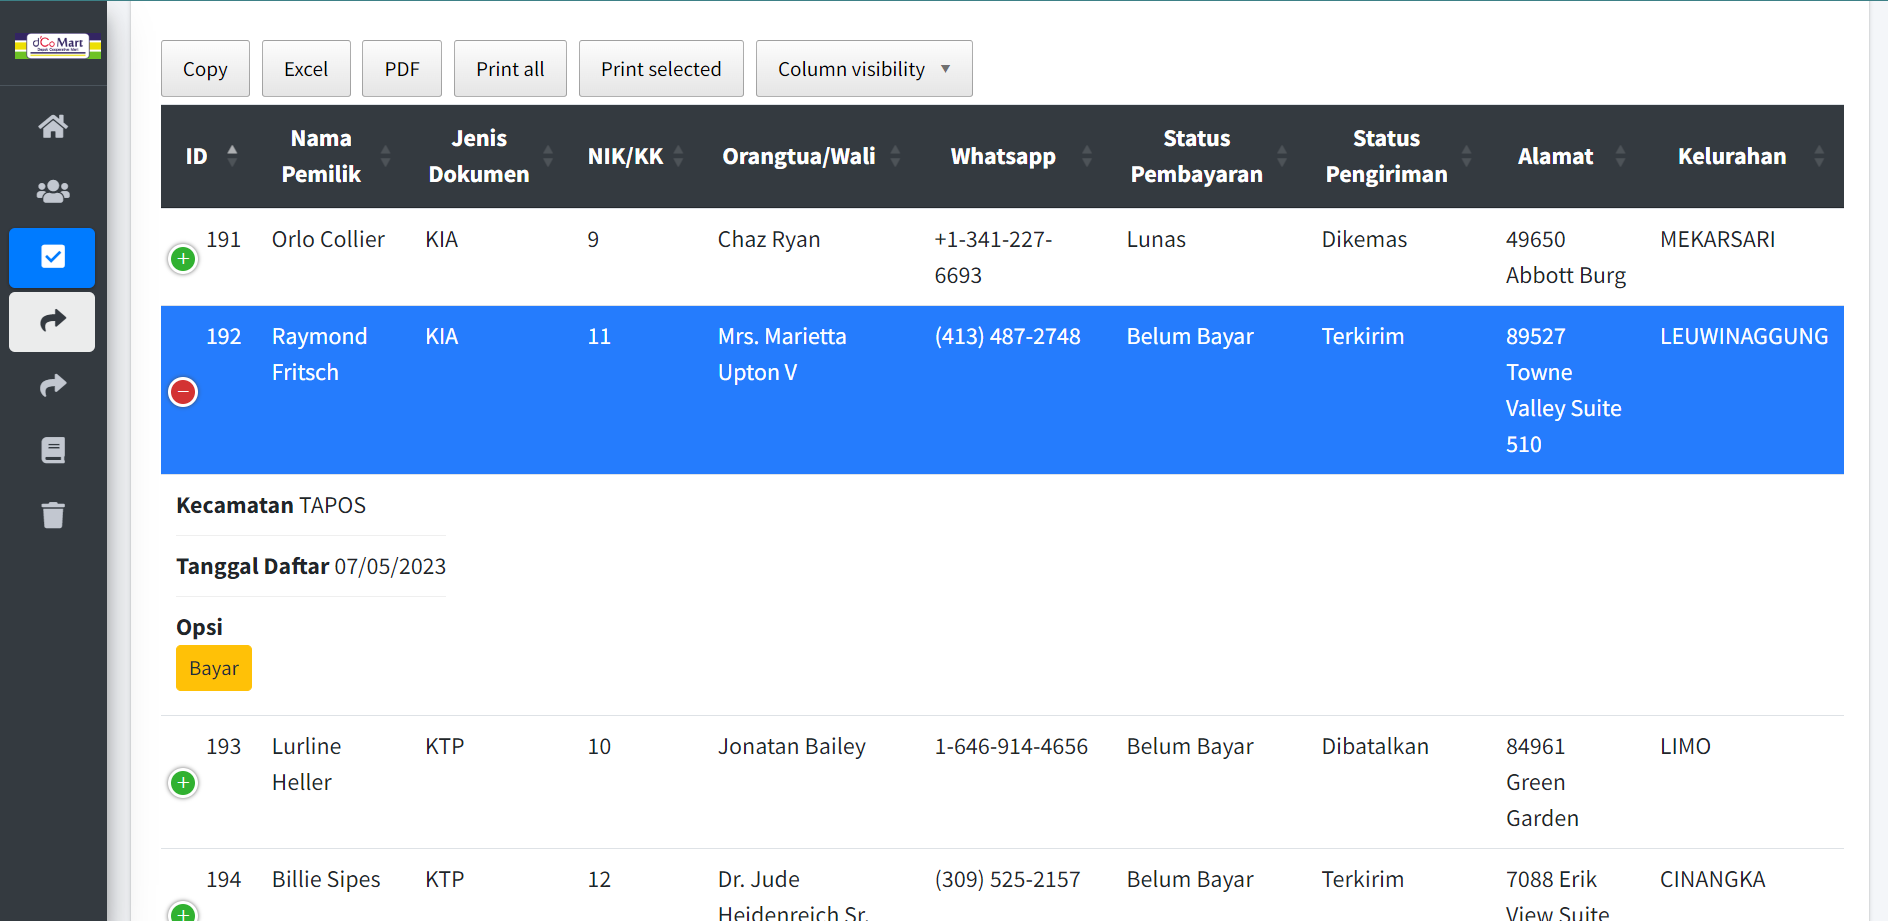 d'Co Mart
Depok Cooperative Mart
Copy Excel PDF Print all Print selected Column visibility
ID Nama Pemilik Jenis Dokumen NIK/KK Orangtua/Wali Whatsapp Status Pembayaran Status Pengiriman Alamat Kelurahan
191 Orlo Collier KIA 9 Chaz Ryan +1-341-227- Lunas Dikemas 49650 MEKARSARI
6693 Abbott Burg
192 Raymond KIA 11 Mrs. Marietta (413) 487-2748 Belum Bayar Terkirim 89527 LEUWINAGGUNG
Fritsch Upton V Towne
Valley Suite
510
Kecamatan TAPOS
Tanggal Daftar 07/05/2023
Opsi
Bayar
193 Lurline KTP 10 Jonatan Bailey 1-646-914-4656 Belum Bayar Dibatalkan 84961 LIMO
Heller Green
Garden
194 Billie Sipes KTP 12 Dr. Jude (309) 525-2157 Belum Bayar Terkirim 7088 Erik CINANGKA
Heidenreich Sr. View Suite